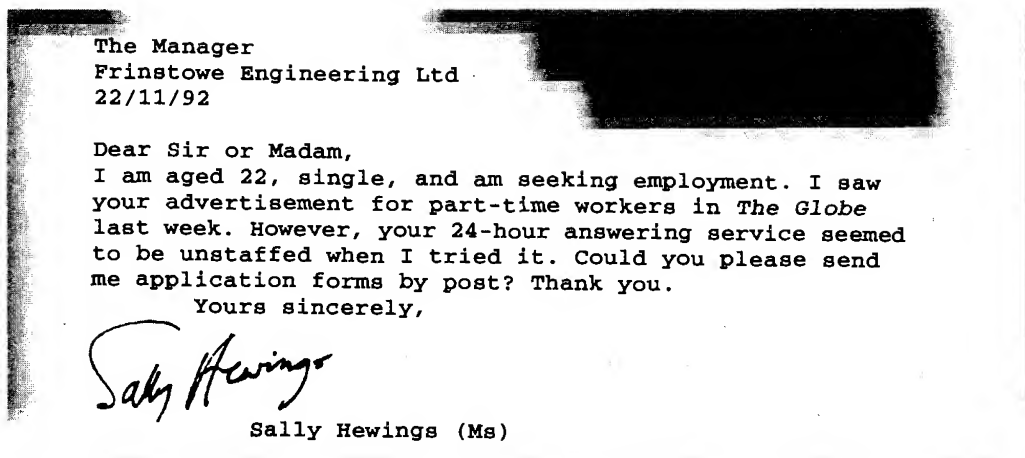 The Manager
Frinstowe Engineering Ltd
22/11/92
Dear Sir or Madam,
I am aged 22, single, and am seeking employment. I saw
your advertisement for part-time workers in The Globe
last week. However, your 24-hour answering service seemed
to be unstaffed when I tried it. Could you please send
me application forms by post? Thank you.
Yours sincerely,
Sally Hewings
Sally Hewings (Ms)